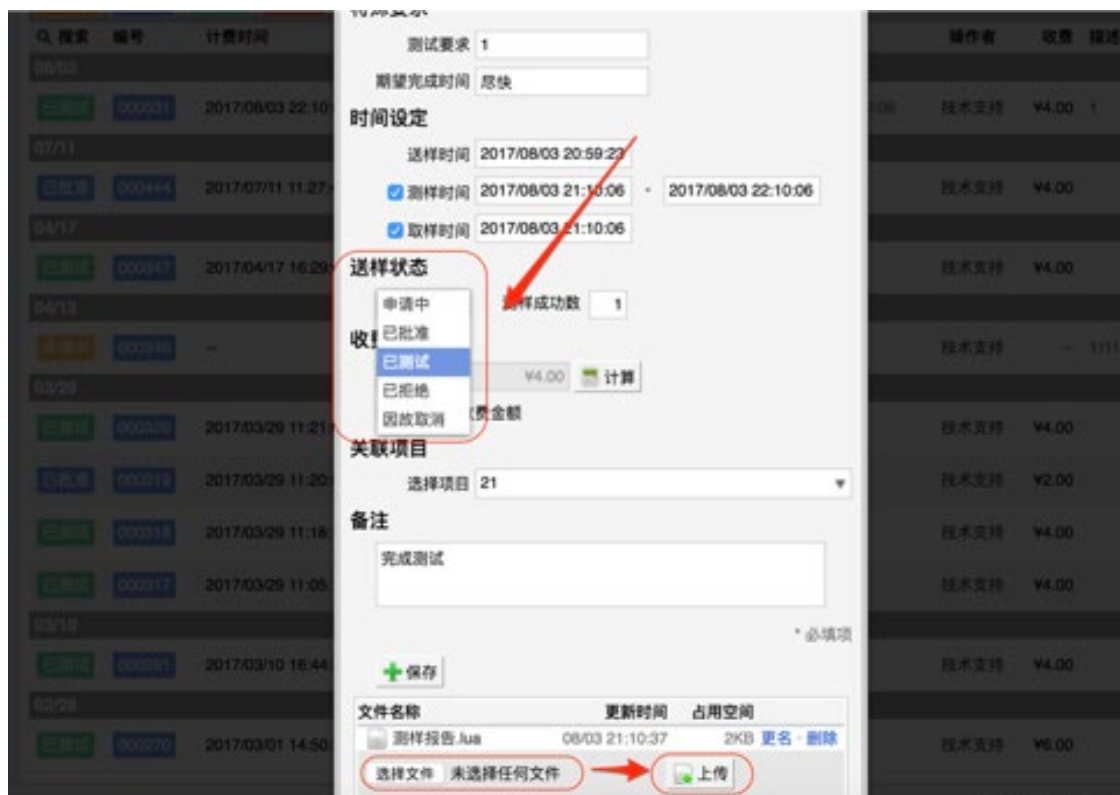 搜索 编号 计费时间 操作者 收费 描述
特殊要求
测试要求 1
期望完成时间 尽快
时间设定
送样时间 2017/08/03 20:59:23
测样时间 2017/08/03 21:10:06 - 2017/08/03 22:10:06
取样时间 2017/08/03 21:10:06
送样状态
申请中
已批准
已测试
已拒绝
因故取消
测样成功数 1
¥4.00 计算
费金额
关联项目
选择项目 21
备注
完成测试
* 必填项
保存
文件名称 更新时间 占用空间
测样报告.lua 08/03 21:10:37 2KB 更名 · 删除
选择文件 未选择任何文件 上传
08/03
已测试 000531 2017/08/03 22:10: 技术支持 ¥4.00 1
07/11
已批准 000444 2017/07/11 11:27: 技术支持 ¥4.00
04/17
已测试 000347 2017/04/17 16:29: 技术支持 ¥4.00
04/13
技术支持 -- 1111
03/29
已测试 2017/03/29 11:21: 技术支持 ¥4.00
已批准 000319 2017/03/29 11:20: 技术支持 ¥2.00
已测试 000318 2017/03/29 11:18: 技术支持 ¥4.00
已测试 000317 2017/03/29 11:05 技术支持 ¥4.00
03/10
已测试 2017/03/10 16:44: 技术支持 ¥4.00
02/28
已测试 000270 2017/03/01 14:50: 技术支持 ¥6.00